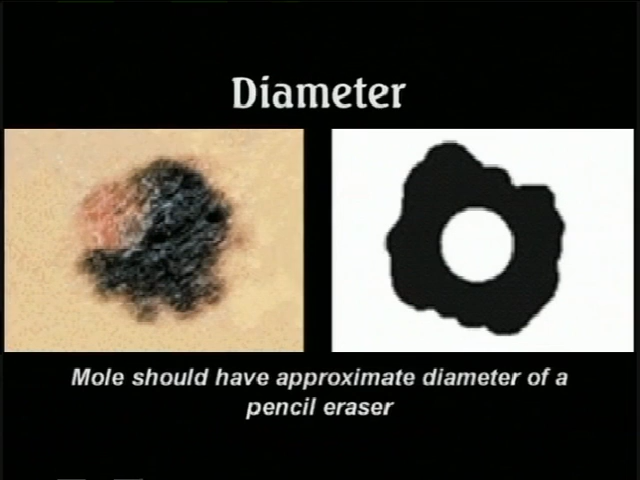 Diameter
Mole should have approximate diameter of a
pencil eraser